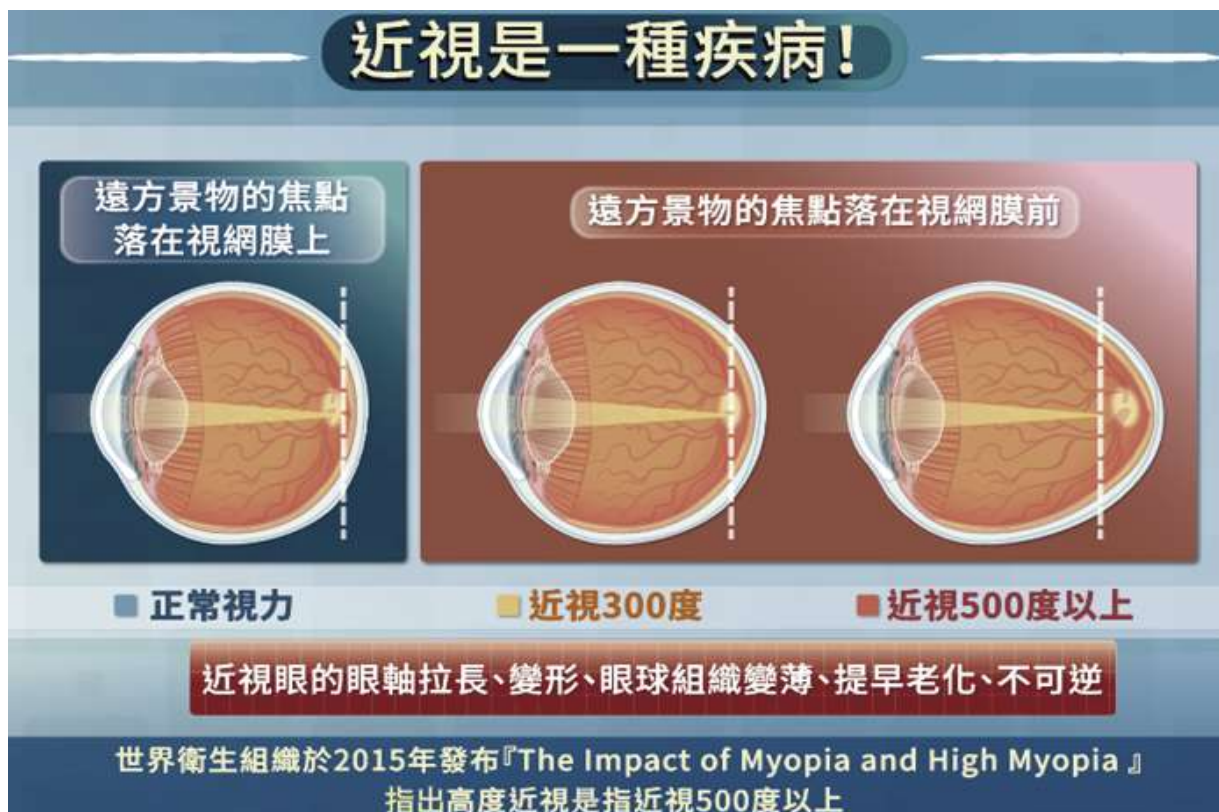 近視是一種疾病!
遠方景物的焦點
落在視網膜上
遠方景物的焦點落在視網膜前
正常視力
近視300度
近視500度以上
近視眼的眼軸拉長、變形、眼球組織變薄、提早老化、不可逆
世界衛生組織於2015年發布『The Impact of Myopia and High Myopia 』
指出高度近視是指近視500度以上